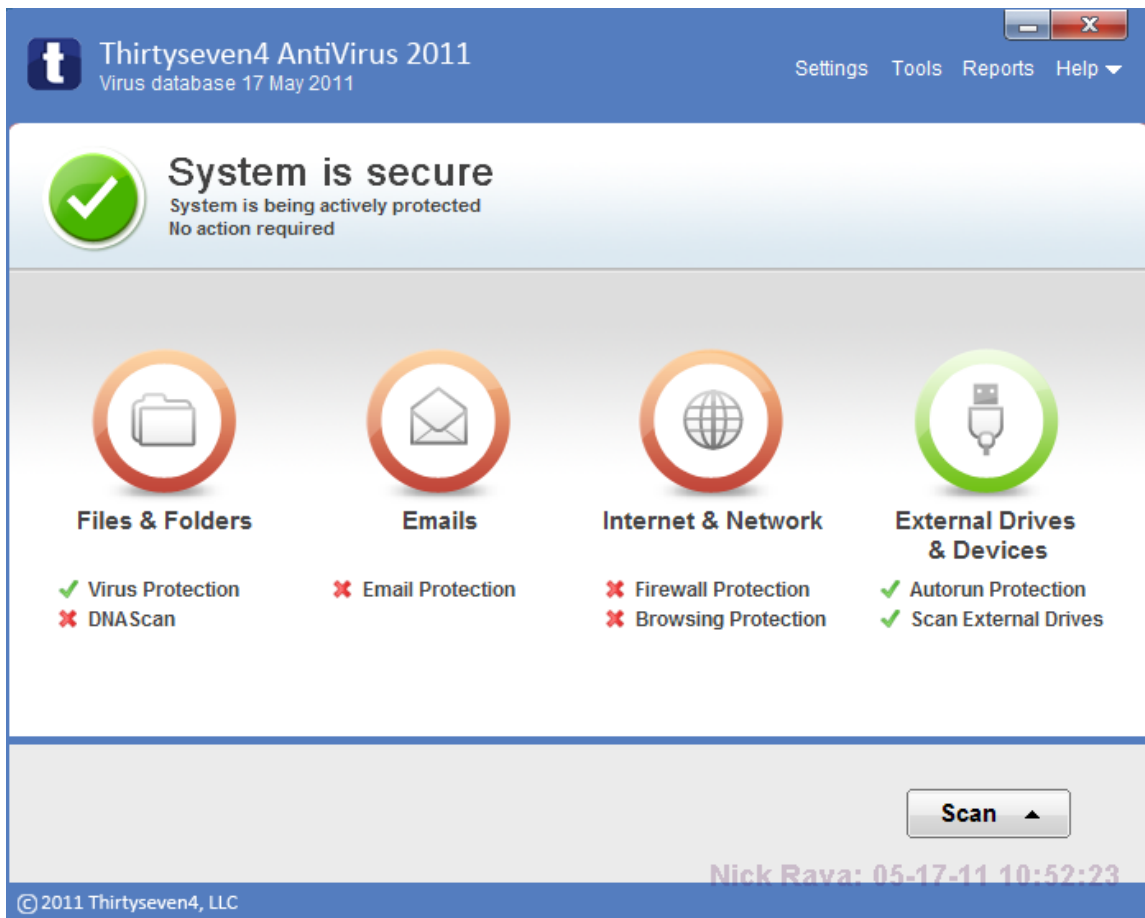 t
Thirtyseven4 AntiVirus 2011
Virus database 17 May 2011
Settings Tools Reports Help
System is secure
System is being actively protected
No action required
Files & Folders
Virus Protection
DNAScan
Emails
Email Protection
Internet & Network
Firewall Protection
Browsing Protection
External Drives
& Devices
Autorun Protection
Scan External Drives
Scan
Nick Rava: 05-17-11 10:52:23
© 2011 Thirtyseven4, LLC